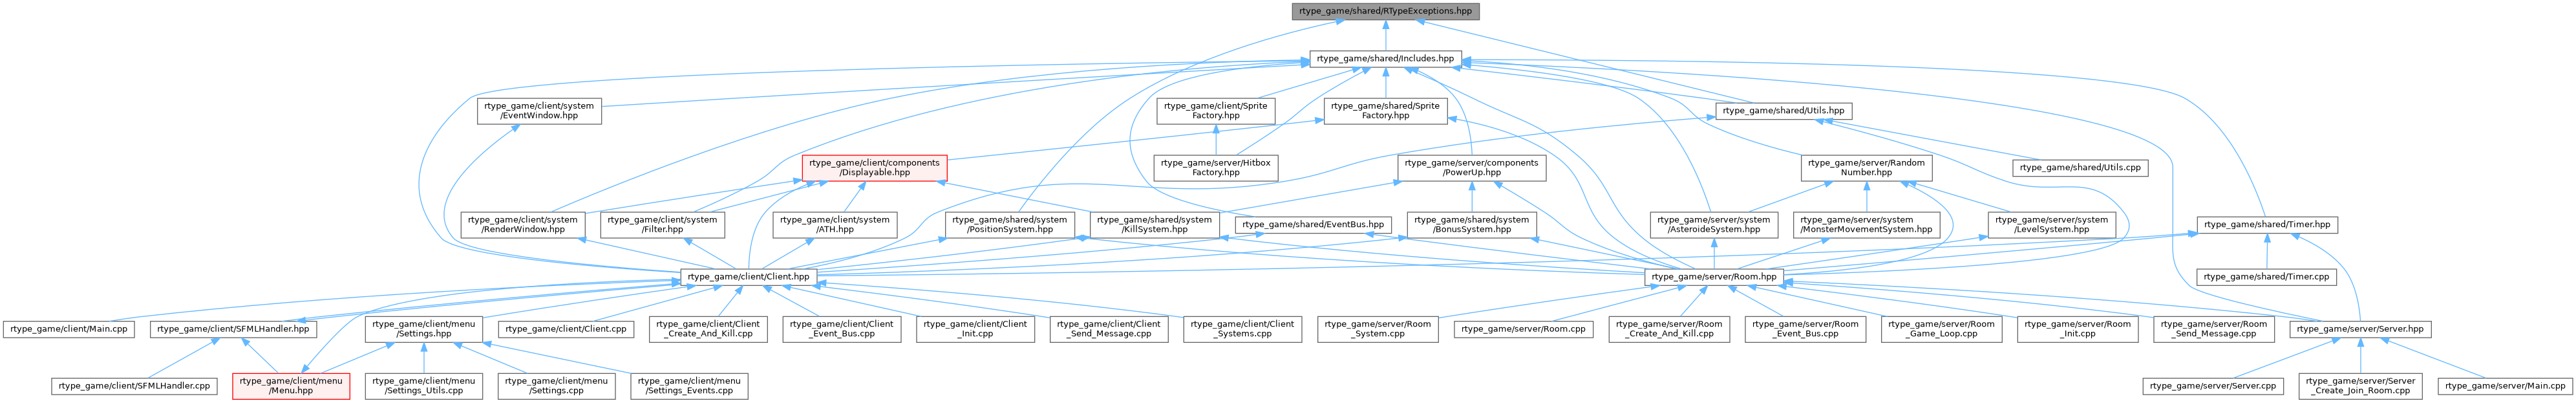 rtype_game/shared/RTypeExceptions.hpp
rtype_game/shared/Includes.hpp
rtype_game/client/system
/EventWindow.hpp
rtype_game/client/Sprite
Factory.hpp
rtype_game/shared/Sprite
Factory.hpp
rtype_game/shared/Utils.hpp
rtype_game/client/components
/Displayable.hpp
rtype_game/server/Hitbox
Factory.hpp
rtype_game/server/components
/PowerUp.hpp
rtype_game/server/Random
Number.hpp
rtype_game/shared/Utils.cpp
rtype_game/client/system
/RenderWindow.hpp
rtype_game/client/system
/Filter.hpp
rtype_game/client/system
/ATH.hpp
rtype_game/shared/system
/PositionSystem.hpp
rtype_game/shared/system
/KillSystem.hpp
rtype_game/shared/EventBus.hpp
rtype_game/shared/system
/BonusSystem.hpp
rtype_game/server/system
/AsteroideSystem.hpp
rtype_game/server/system
/MonsterMovementSystem.hpp
rtype_game/server/system
/LevelSystem.hpp
rtype_game/shared/Timer.hpp
rtype_game/client/Client.hpp
rtype_game/server/Room.hpp
rtype_game/shared/Timer.cpp
rtype_game/client/Main.cpp
rtype_game/client/SFMLHandler.hpp
rtype_game/client/menu
/Settings.hpp
rtype_game/client/Client.cpp
rtype_game/client/Client
_Create_And_Kill.cpp
rtype_game/client/Client
_Event_Bus.cpp
rtype_game/client/Client
_Init.cpp
rtype_game/client/Client
_Send_Message.cpp
rtype_game/client/Client
_Systems.cpp
rtype_game/server/Room
_System.cpp
rtype_game/server/Room.cpp
rtype_game/server/Room
_Create_And_Kill.cpp
rtype_game/server/Room
_Event_Bus.cpp
rtype_game/server/Room
_Game_Loop.cpp
rtype_game/server/Room
_Init.cpp
rtype_game/server/Room
_Send_Message.cpp
rtype_game/server/Server.hpp
rtype_game/client/SFMLHandler.cpp
rtype_game/client/menu
/Menu.hpp
rtype_game/client/menu
/Settings_Utils.cpp
rtype_game/client/menu
/Settings.cpp
rtype_game/client/menu
/Settings_Events.cpp
rtype_game/server/Server.cpp
rtype_game/server/Server
_Create_Join_Room.cpp
rtype_game/server/Main.cpp